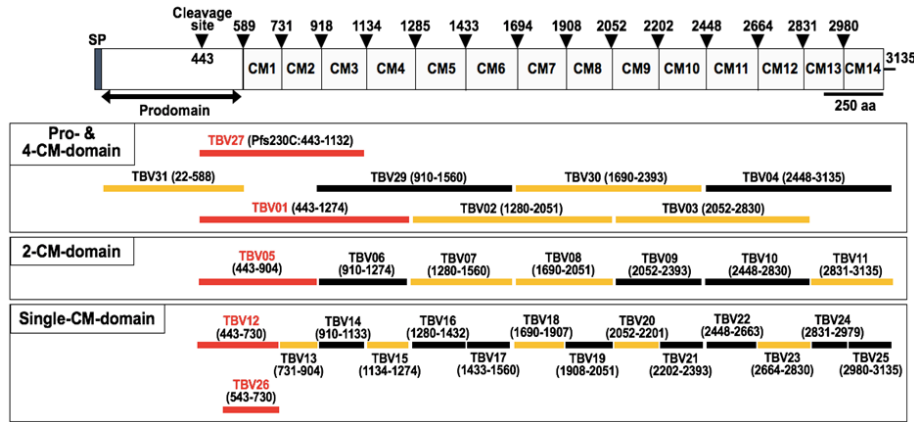 Cleavage
site
SP
443
589 731 918 1134 1285 1433 1694 1908 2052 2202 2448 2664 2831 2980
3135
CM1 CM2 CM3 CM4 CM5 CM6 CM7 CM8 CM9 CM10 CM11 CM12 CM13 CM14
Prodomain
250 aa
Pro- &
4-CM-domain
TBV27 (Pfs230C:443-1132)
TBV31 (22-588) TBV29 (910-1560) TBV30 (1690-2393) TBV04 (2448-3135)
TBV01 (443-1274) TBV02 (1280-2051) TBV03 (2052-2830)
2-CM-domain
TBV05 TBV06 TBV07 TBV08 TBV09 TBV10 TBV11
(443-904) (910-1274) (1280-1560) (1690-2051) (2052-2393) (2448-2830) (2831-3135)
Single-CM-domain
TBV12 TBV14 TBV16 TBV18 TBV20 TBV22 TBV24
(443-730) (910-1133) (1280-1432) (1690-1907) (2052-2201) (2448-2663) (2831-2979)
TBV13 TBV15 TBV17 TBV19 TBV21 TBV23 TBV25
(731-904) (1134-1274) (1433-1560) (1908-2051) (2202-2393) (2664-2830) (2980-3135)
TBV26
(543-730)